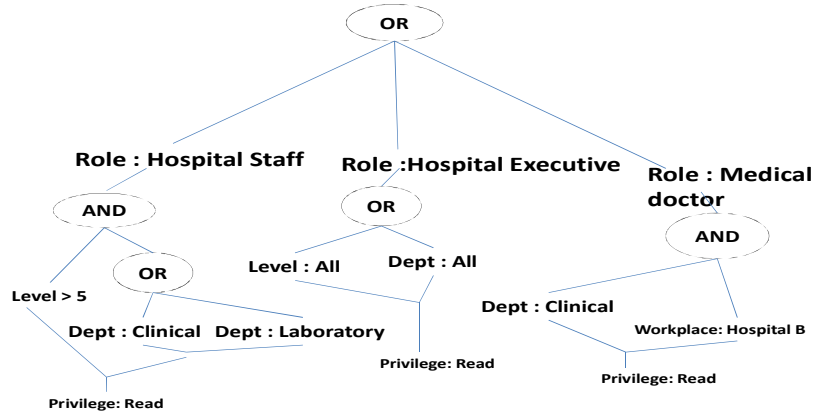 OR
Role : Hospital Staff
Role :Hospital Executive
Role : Medical
doctor
AND
OR
AND
OR
Level : All
Dept : All
Level > 5
Dept : Clinical
Dept : Clinical
Dept : Laboratory
Workplace: Hospital B
Privilege: Read
Privilege: Read
Privilege: Read